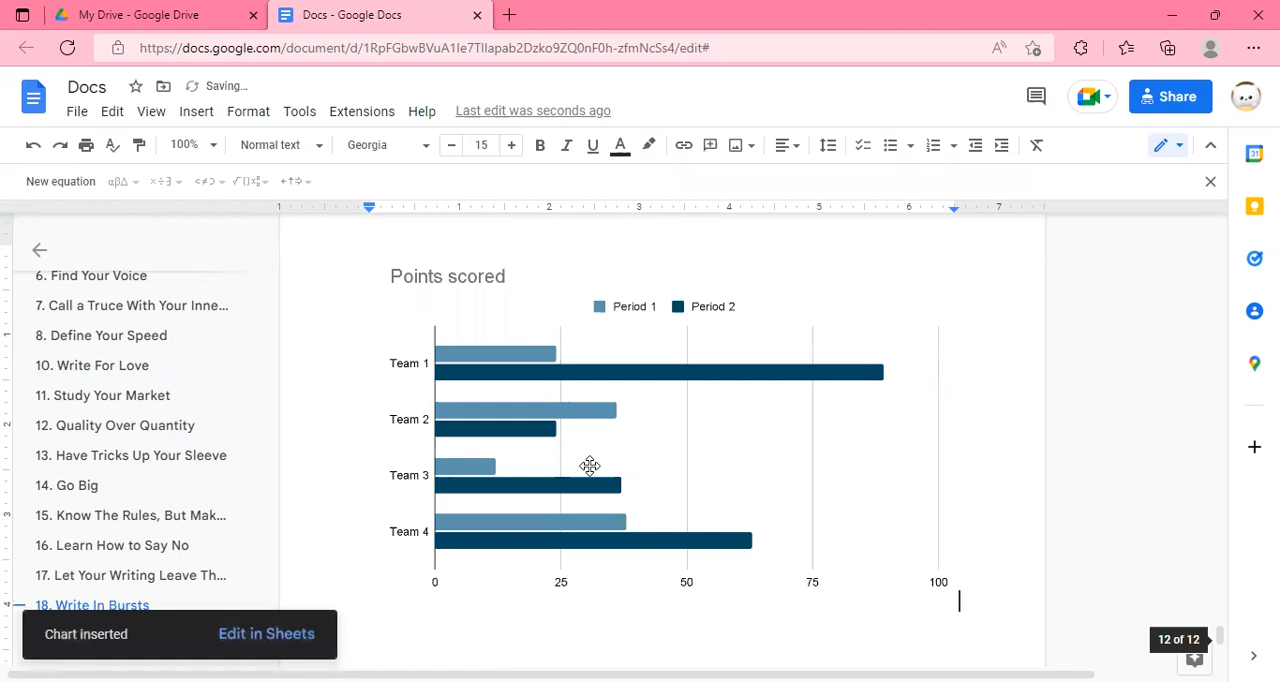 My Drive - Google Drive
Docs - Google Docs
https://docs.google.com/document/d/
Docs
Saving...
File Edit View Insert Format Tools Extensions Help Last edit was seconds ago
Share
100% Normal text Georgia 15
New equation
1 1 2 3 4 5 6 7
6. Find Your Voice
7. Call a Truce With Your Inne...
8. Define Your Speed
10. Write For Love
11. Study Your Market
12. Quality Over Quantity
13. Have Tricks Up Your Sleeve
14. Go Big
15. Know The Rules, But Mak...
16. Learn How to Say No
17. Let Your Writing Leave Th...
18. Write In Bursts
Chart inserted Edit in Sheets
Points scored
Period 1 Period 2
Team 1
Team 2
Team 3
Team 4
0 25 50 75 100
12 of 12